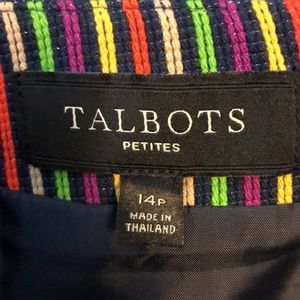 TALBOTS
PETITES
14P
MADE IN
THAILAND